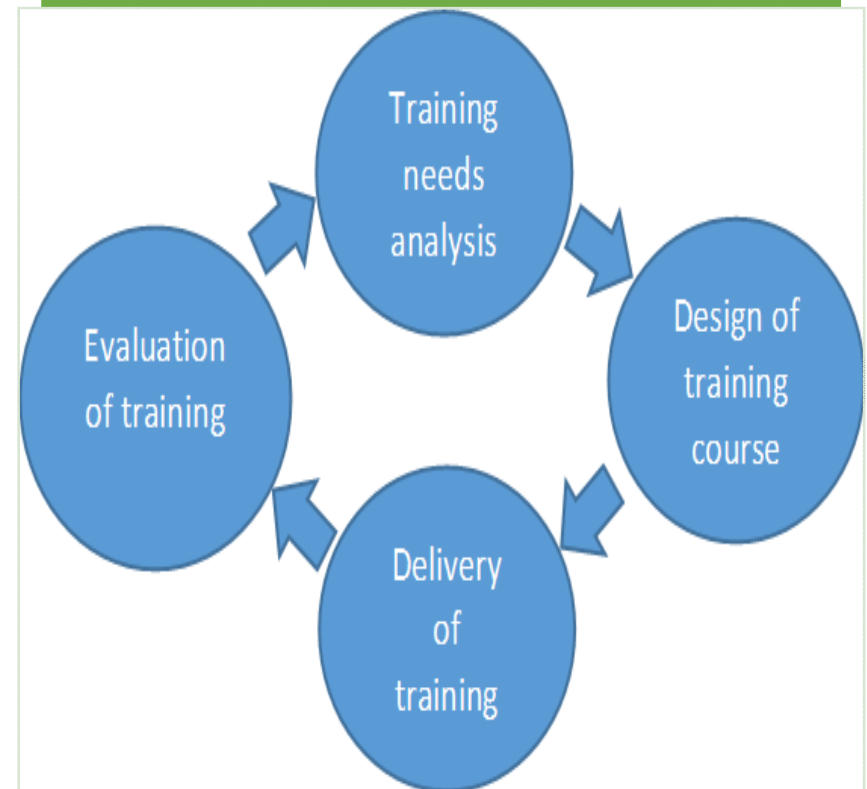 Training
needs
analysis
Design of
training
course
Delivery
of
training
Evaluation
of training